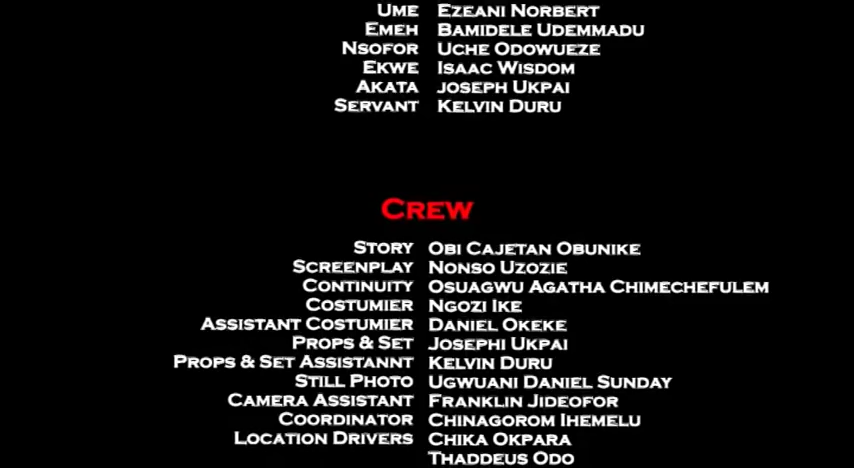 Ume Ezeani Norbert
Emeh Bamidele Udemmadu
Nsofor Uche Odowueze
Ekwe Isaac Wisdom
Akata joseph Ukpai
Servant Kelvin Duru
Crew
Story Obi Cajetan Obunike
Screenplay Nonso Uzozie
Continuity Osuagwu Agatha Chimechefulem
Costumier Ngozi Ike
Assistant Costumier Daniel Okeke
Props & Set Josephi Ukpai
Props & Set Assistannt Kelvin Duru
Still Photo Ugwuani Daniel Sunday
Camera Assistant Franklin Jideofor
Coordinator Chinagorom Ihemelu
Location Drivers Chika Okpara
Thaddeus Odo